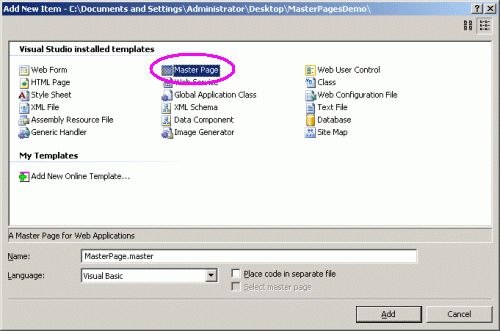 Add New Item - C:\Documents and Settings\Administrator\Desktop\MasterPagesDemo\
Visual Studio installed templates
Web Form
Master Page
Web User Control
HTML Page
Web Service
Class
Style Sheet
Global Application Class
Web Configuration File
XML File
XML Schema
Text File
Assembly Resource File
Data Component
Database
Generic Handler
Image Generator
Site Map
My Templates
Add New Online Template...
A Master Page for Web Applications
Name:
MasterPage.master
Language:
Visual Basic
Place code in separate file
Select master page
Add
Cancel